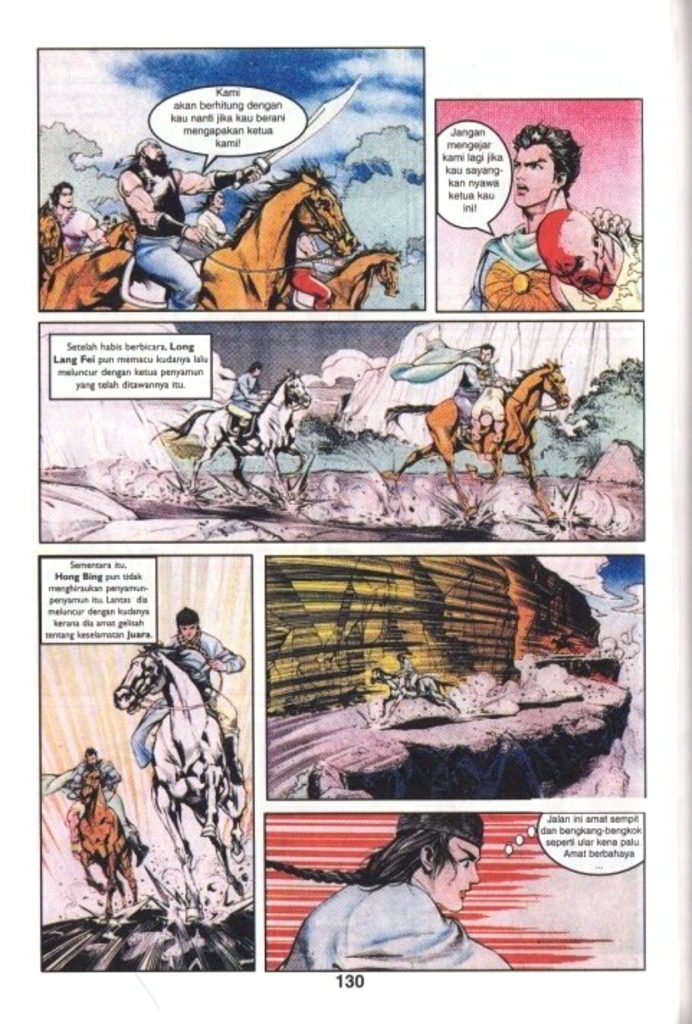 Kami
akan berhitung dengan
kau nanti jika kau berani
mengapakan ketua
kami!
Jangan
mengejar
kami lagi jika
kau sayang-
kan nyawa
ketua kau
ini!
Setelah habis berbicara, Long
Lang Fei pun memacu kudanya lalu
meluncur dengan ketua penyamun
yang telah ditawannya itu.
Sementara itu,
Hong Bing pun tidak
menghiraukan penyamun-
penyamun itu. Lantas dia
meluncur dengan kudanya
kerana dia amat gelisah
tentang keselamatan Juara.
Jalan ini amat sempit
dan bengkang-bengkok
seperti ular kena palu.
Amat berbahaya
...
130